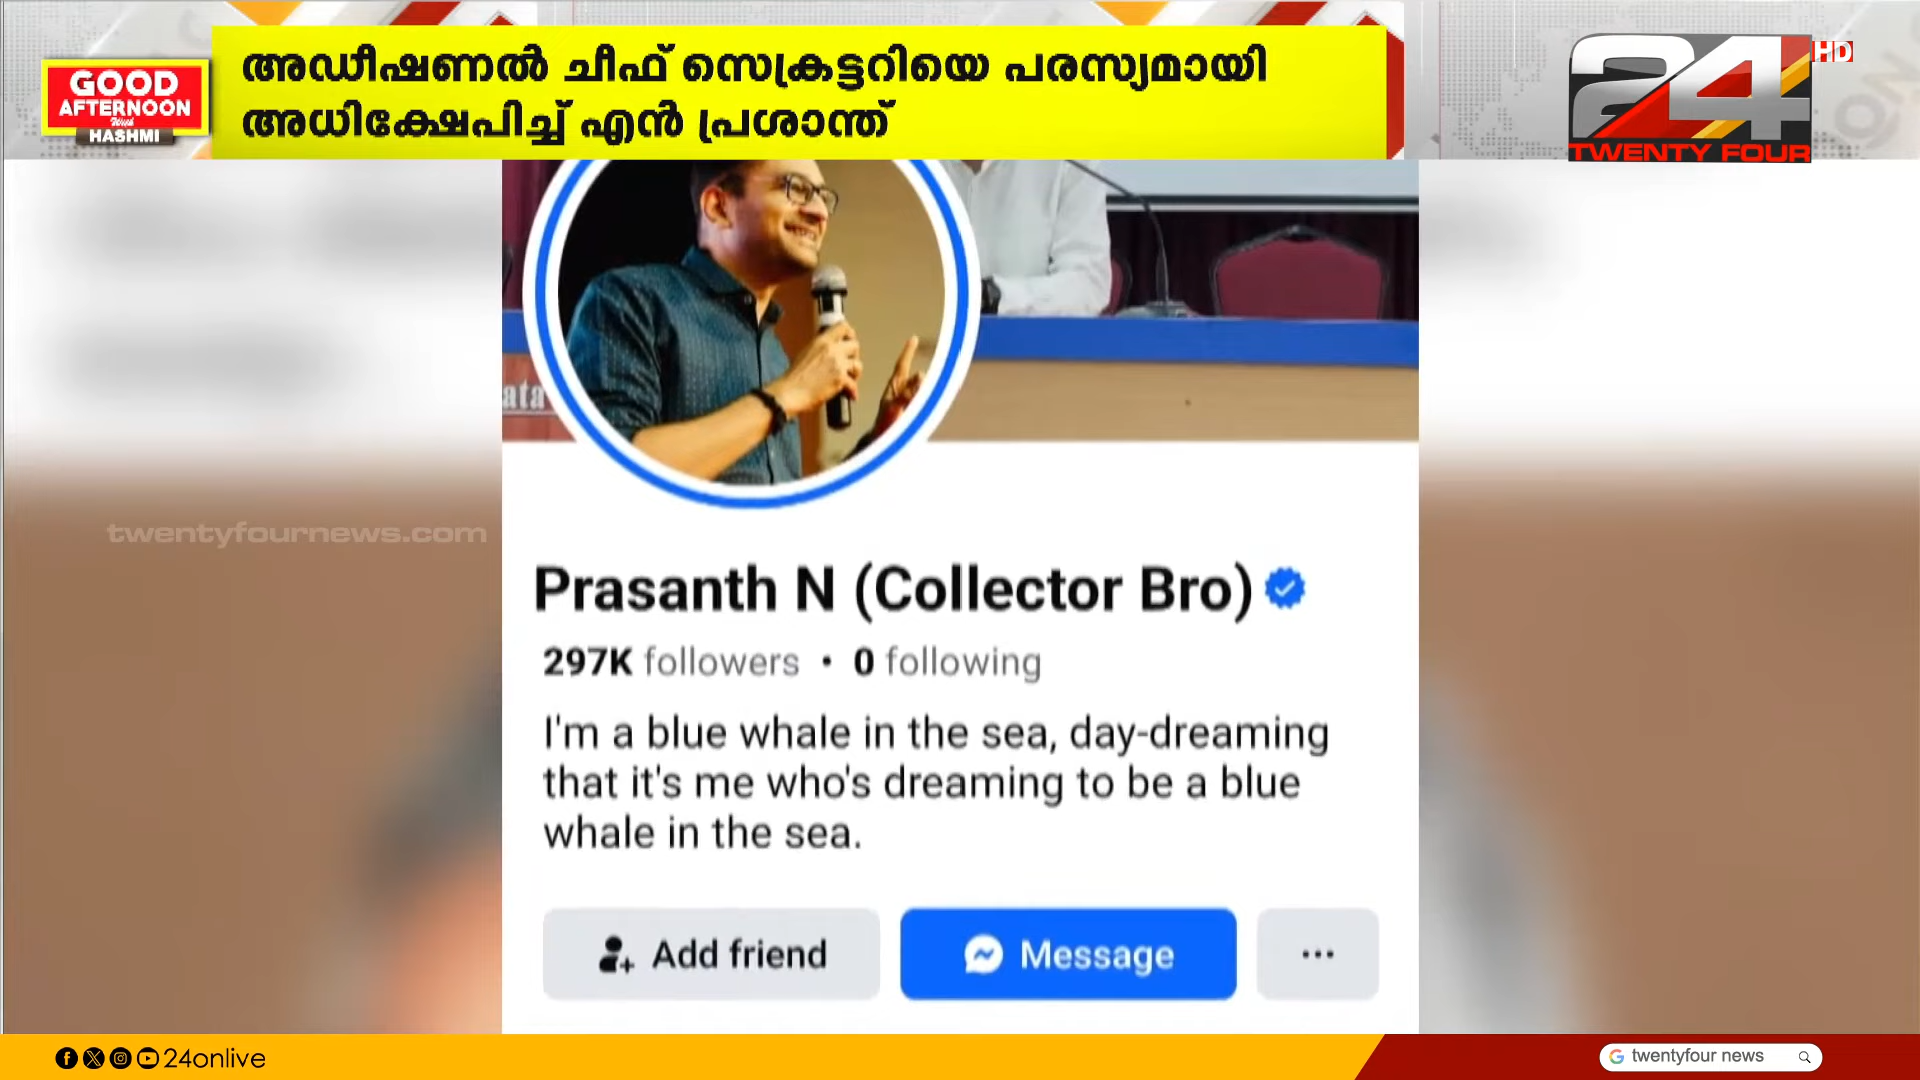 GOOD
AFTERNOON
With
HASHMI
അഡീഷണൽ ചീഫ് സെക്രട്ടറിയെ പരസ്യമായി
അധിക്ഷേപിച്ച് എൻ പ്രശാന്ത്
24
HD
TWENTY FOUR
ata
twentyfournews.com
Prasanth N (Collector Bro)
297K followers • 0 following
I'm a blue whale in the sea, day-dreaming
that it's me who's dreaming to be a blue
whale in the sea.
Add friend
Message
24onlive
twentyfour news